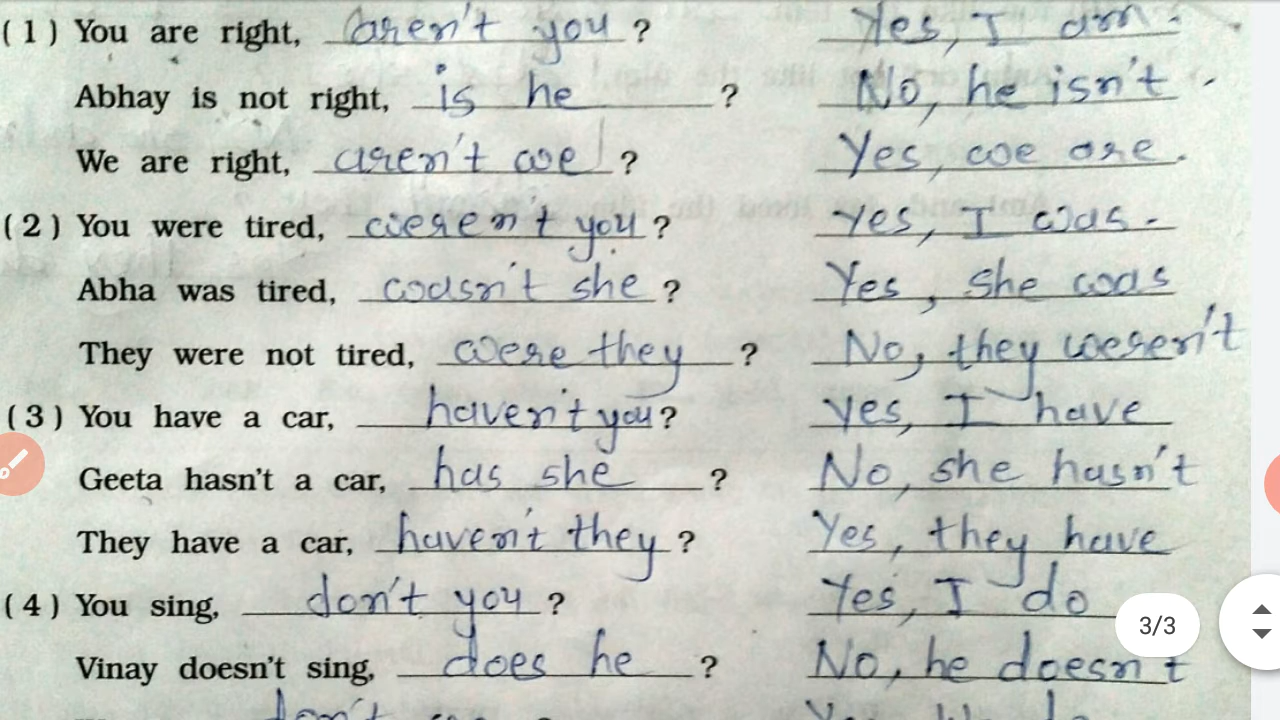 (1) You are right, aren't you ? Yes, I am.
Abhay is not right, is he ? No, he isn't.
We are right, aren't we ? Yes, we are.
(2) You were tired, weren't you ? Yes, I was.
Abha was tired, wasn't she ? Yes, she was
They were not tired, were they ? No, they weren't
(3) You have a car, haven't you ? Yes, I have
Geeta hasn't a car, has she ? No, she hasn't
They have a car, haven't they ? Yes, they have
(4) You sing, don't you ? Yes, I do
3/3
Vinay doesn't sing, does he ? No, he doesnt
don't